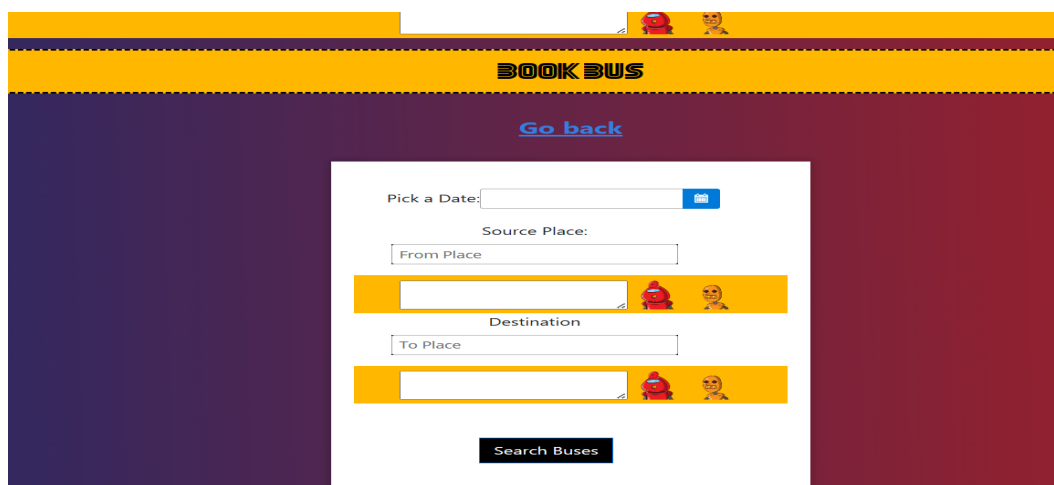 BOOK BUS
Go back
Pick a Date:
Source Place:
From Place
Destination
To Place
Search Buses